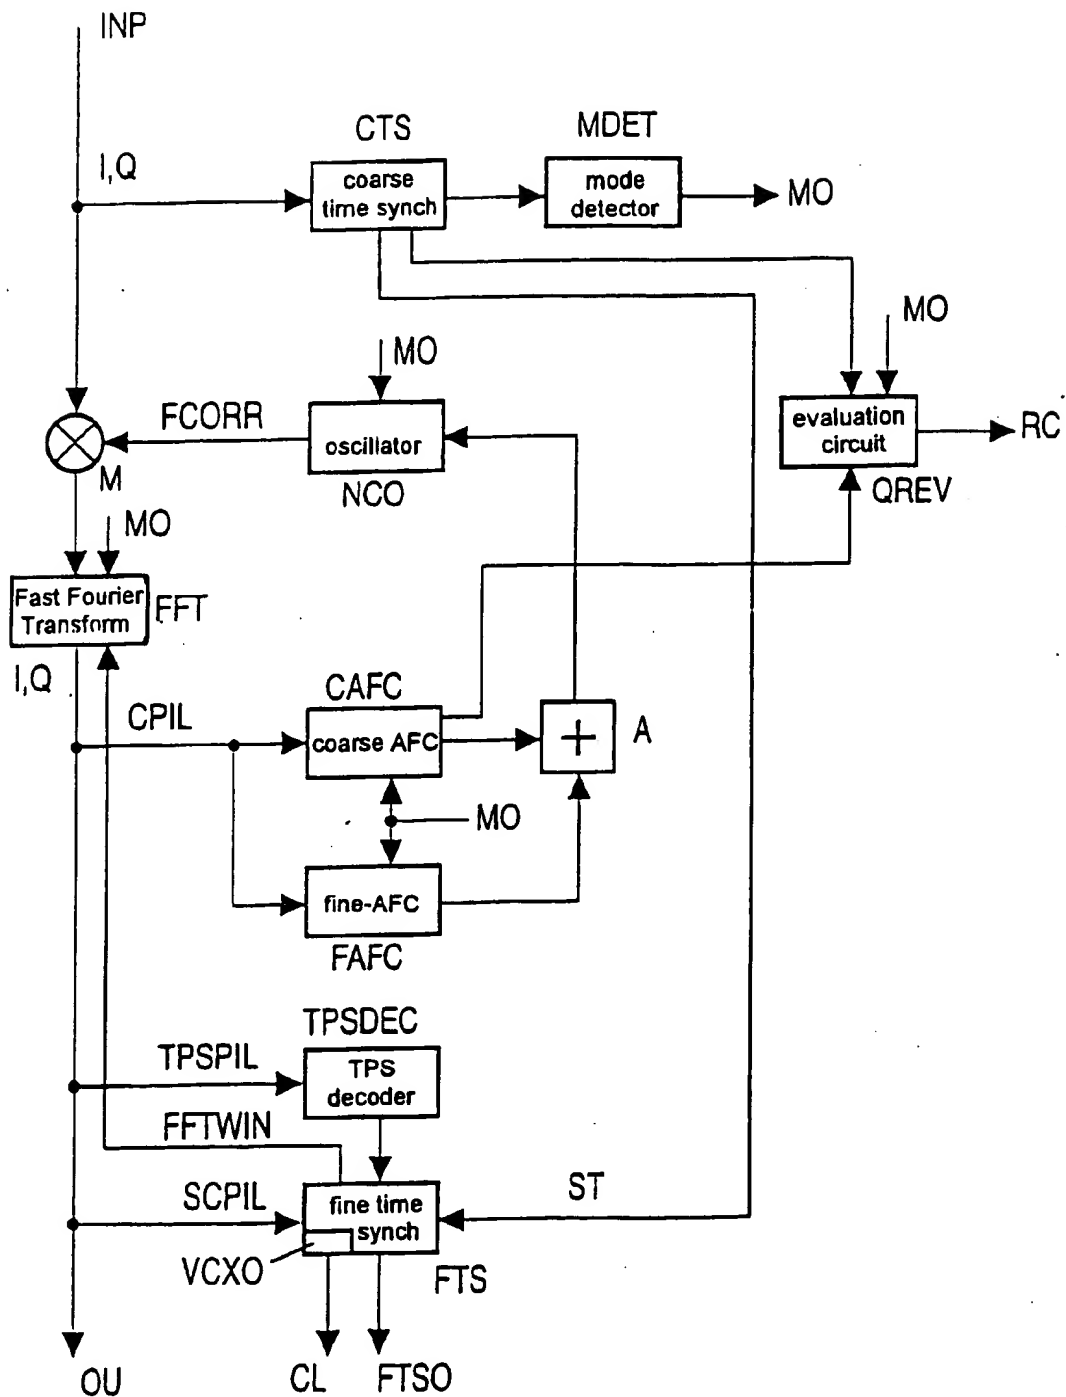 INP
CTS
MDET
I,Q
coarse
time synch
mode
detector
MO
MO
MO
FCORR
oscillator
evaluation
circuit
RC
M
NCO
QREV
MO
Fast Fourier
Transform
FFT
I,Q
CAFC
CPIL
coarse AFC
+
A
MO
fine-AFC
FAFC
TPSDEC
TPSPIL
TPS
decoder
FFTWIN
SCPIL
fine time
synch
ST
VCXO
FTS
OU
CL
FTSO